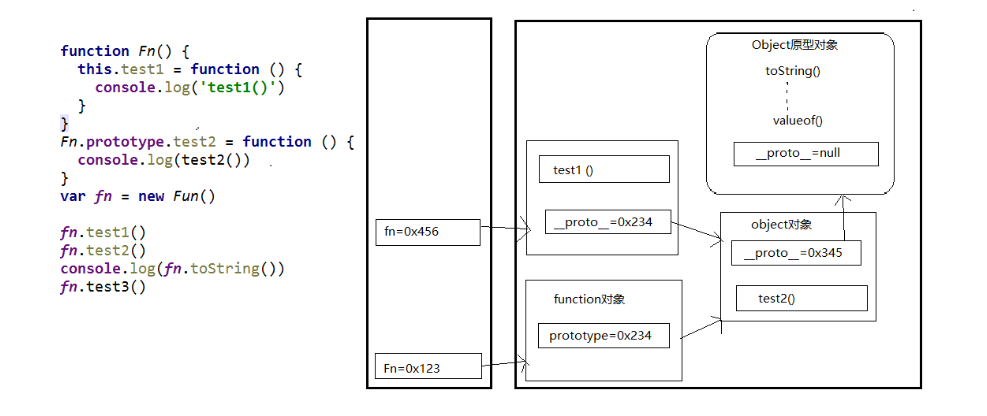 function Fn() {
this.test1 = function () {
console.log('test1()')
}
}
Fn.prototype.test2 = function () {
console.log(test2())
}
var fn = new Fun()
fn.test1()
fn.test2()
console.log(fn.toString())
fn.test3()
fn=0x456
Fn=0x123
test1 ()
__proto__=0x234
function对象
prototype=0x234
Object原型对象
toString()
valueof()
__proto__=null
object对象
__proto__=0x345
test2()